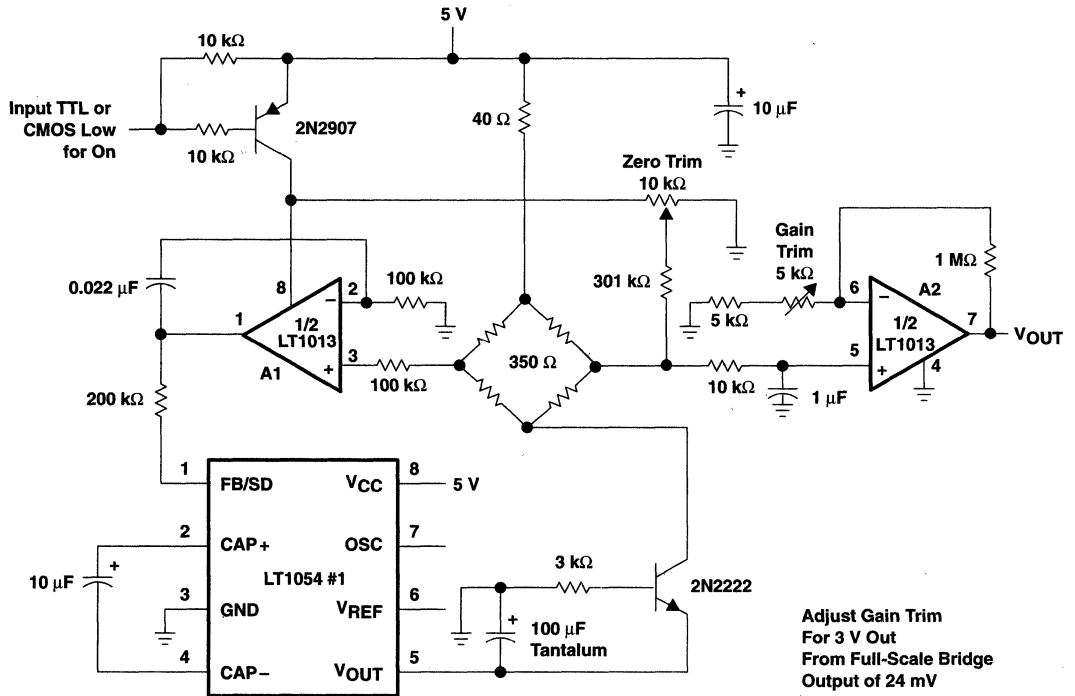 5 V
10 kΩ
Input TTL or
CMOS Low
for On
10 kΩ
2N2907
40 Ω
+
10 μF
Zero Trim
10 kΩ
0.022 μF
8
2
100 kΩ
1
1/2
LT1013
−
+
3
A1
100 kΩ
200 kΩ
350 Ω
301 kΩ
Gain
Trim
5 kΩ
5 kΩ
10 kΩ
1 μF
1 MΩ
6
A2
−
1/2
LT1013
7
VOUT
5
+
4
1
FB/SD
VCC
8
5 V
2
CAP+
OSC
7
10 μF
+
LT1054 #1
3
GND
VREF
6
4
CAP−
VOUT
5
3 kΩ
2N2222
+
100 μF
Tantalum
Adjust Gain Trim
For 3 V Out
From Full-Scale Bridge
Output of 24 mV